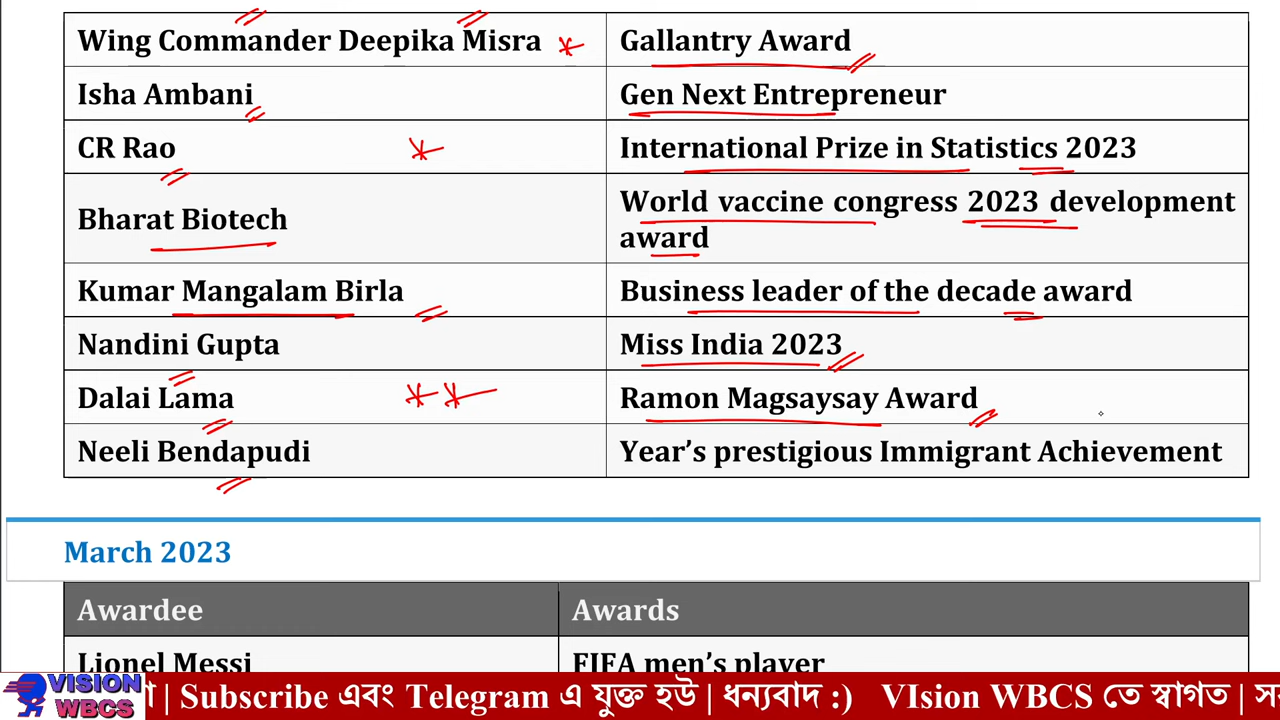 Wing Commander Deepika Misra
Gallantry Award
Isha Ambani
Gen Next Entrepreneur
CR Rao
International Prize in Statistics 2023
Bharat Biotech
World vaccine congress 2023 development
award
Kumar Mangalam Birla
Business leader of the decade award
Nandini Gupta
Miss India 2023
Dalai Lama
Ramon Magsaysay Award
Neeli Bendapudi
Year’s prestigious Immigrant Achievement
March 2023
Awardee
Awards
Lionel Messi
FIFA men’s player
VISION
WBCS
| Subscribe এবং Telegram এ যুক্ত হউ | ধন্যবাদ :) VIsion WBCS তে স্বাগত |